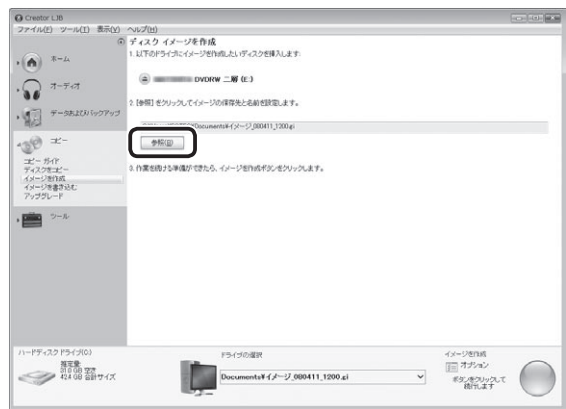 Creator LJB
ファイル(F) ツール(T) 表示(V) ヘルプ(H)
ホーム
オーディオ
データおよびバックアップ
コピー
コピー ガイド
ディスクをコピー
イメージを作成
イメージを書き込む
アップグレード
ツール
ディスク イメージを作成
1. 以下のドライブにイメージを作成したいディスクを挿入します:
DVDRW 二層 (E:)
2. [参照] をクリックしてイメージの保存先と名前を設定します。
Documents¥イメージ_080411_1200.gi
参照(B)
3. 作業を続ける準備ができたら、イメージを作成ボタンをクリックします。
ハードディスク ドライブ(C:)
推定量:
空き
合計サイズ
ドライブの選択
Documents¥イメージ_080411_1200.gi
イメージを作成
オプション
ボタンをクリックして
続行します